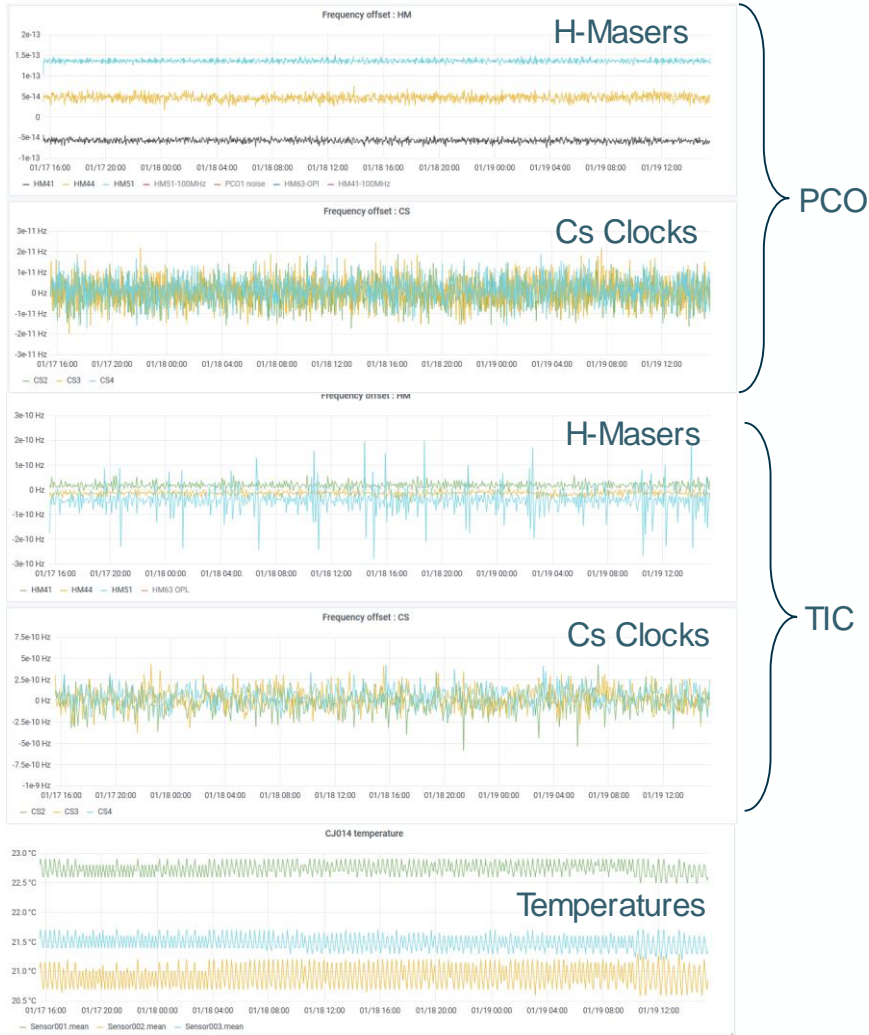 Frequency offset : HM
H-Masers
2e-13
1.5e-13
1e-13
5e-14
0
-5e-14
-1e-13
01/17 16:00 01/17 20:00 01/18 00:00 01/18 04:00 01/18 08:00 01/18 12:00 01/18 16:00 01/18 20:00 01/19 00:00 01/19 04:00 01/19 08:00 01/19 12:00
HM41 HM44 HM51 HM51-100MHz PCO1 noise HM63-OPI HM41-100MHz
PCO
Frequency offset : CS
Cs Clocks
3e-11 Hz
2e-11 Hz
1e-11 Hz
0 Hz
-1e-11 Hz
-2e-11 Hz
-3e-11 Hz
01/17 16:00 01/17 20:00 01/18 00:00 01/18 04:00 01/18 08:00 01/18 12:00 01/18 16:00 01/18 20:00 01/19 00:00 01/19 04:00 01/19 08:00 01/19 12:00
CS2 CS3 CS4
Frequency offset : HM
H-Masers
3e-10 Hz
2e-10 Hz
1e-10 Hz
0 Hz
-1e-10 Hz
-2e-10 Hz
-3e-10 Hz
01/17 16:00 01/17 20:00 01/18 00:00 01/18 04:00 01/18 08:00 01/18 12:00 01/18 16:00 01/18 20:00 01/19 00:00 01/19 04:00 01/19 08:00 01/19 12:00
HM41 HM44 HM51 HM63 OPL
TIC
Frequency offset : CS
Cs Clocks
7.5e-10 Hz
5e-10 Hz
2.5e-10 Hz
0 Hz
-2.5e-10 Hz
-5e-10 Hz
-7.5e-10 Hz
-1e-9 Hz
01/17 16:00 01/17 20:00 01/18 00:00 01/18 04:00 01/18 08:00 01/18 12:00 01/18 16:00 01/18 20:00 01/19 00:00 01/19 04:00 01/19 08:00 01/19 12:00
CS2 CS3 CS4
CJ014 temperature
23.0 °C
22.5 °C
22.0 °C
Temperatures
21.5 °C
21.0 °C
20.5 °C
01/17 16:00 01/17 20:00 01/18 00:00 01/18 04:00 01/18 08:00 01/18 12:00 01/18 16:00 01/18 20:00 01/19 00:00 01/19 04:00 01/19 08:00 01/19 12:00
Sensor001.mean Sensor002.mean Sensor003.mean